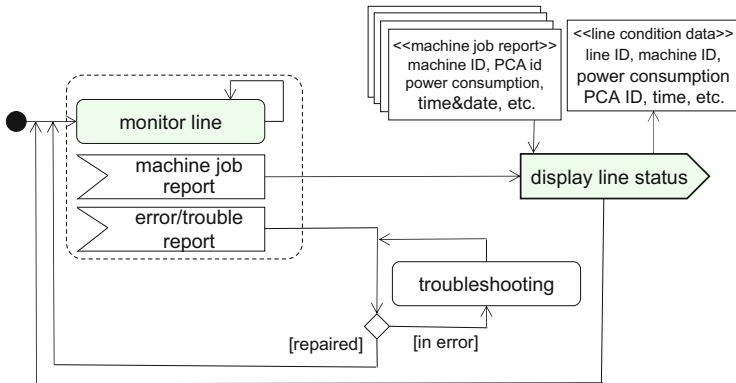 <<machine job report>>
machine ID, PCA id
power consumption,
time&date, etc.
<<line condition data>>
line ID, machine ID,
power consumption
PCA ID, time, etc.
monitor line
machine job
report
display line status
error/trouble
report
troubleshooting
[repaired]
[in error]